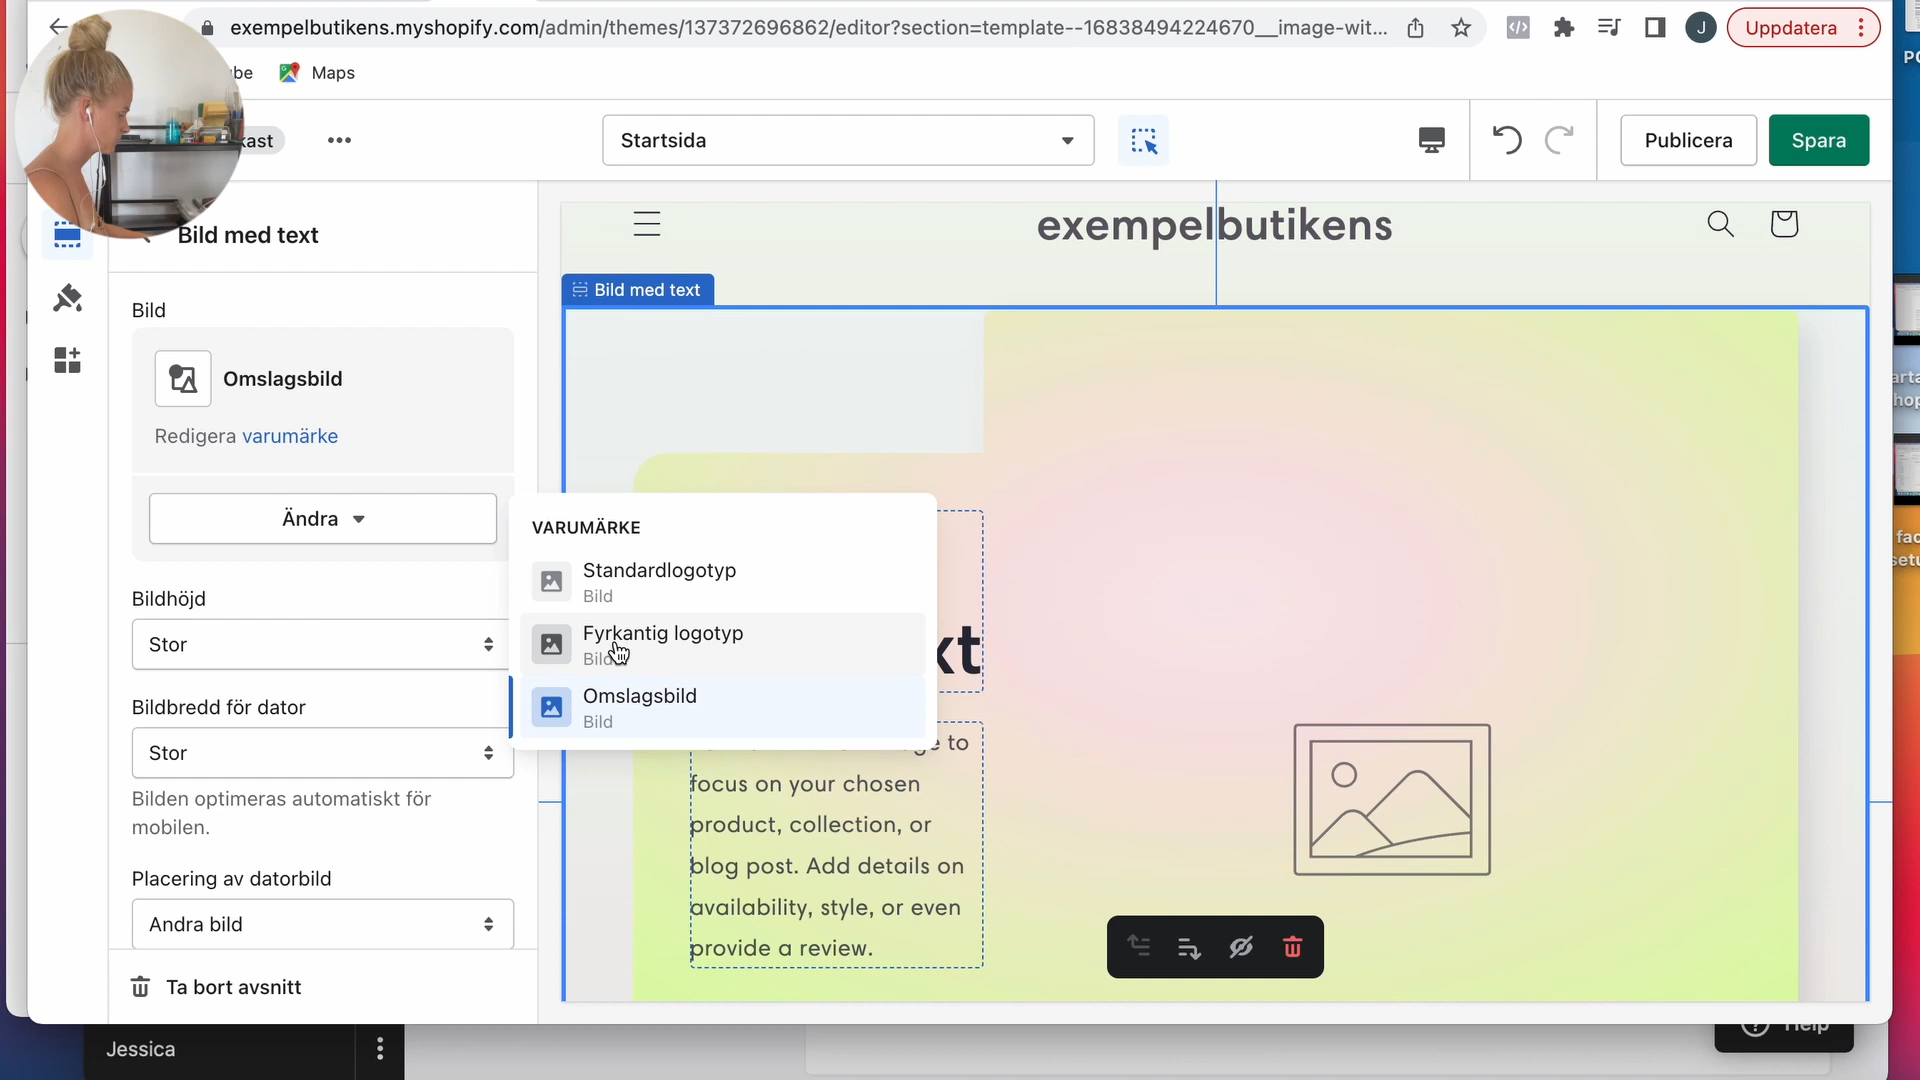 exempelbutikens.myshopify.com/admin/themes/137372696862/editor?section=template--16838494224670__image-wit...
J
Uppdatera
be
Maps
kast
Startsida
Publicera
Spara
Bild med text
exempelbutikens
Bild med text
Bild
Omslagsbild
Redigera varumärke
Ändra
VARUMÄRKE
Standardlogotyp
Bild
Fyrkantig logotyp
Bild
Omslagsbild
Bild
xt
Bildhöjd
Stor
Bildbredd för dator
Stor
Bilden optimeras automatiskt för
mobilen.
Placering av datorbild
Andra bild
Ta bort avsnitt
to
focus on your chosen
product, collection, or
blog post. Add details on
availability, style, or even
provide a review.
Jessica
Help